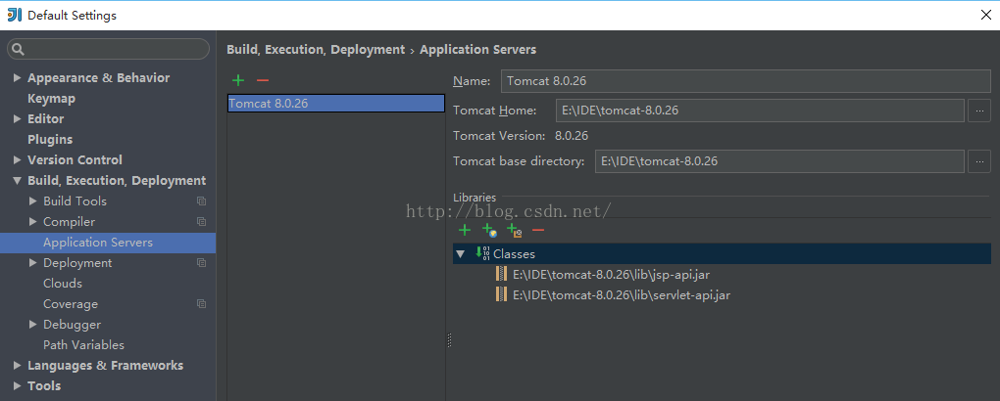 Default Settings
Appearance & Behavior
Keymap
Editor
Plugins
Version Control
Build, Execution, Deployment
Build Tools
Compiler
Application Servers
Deployment
Clouds
Coverage
Debugger
Path Variables
Languages & Frameworks
Tools
Build, Execution, Deployment › Application Servers
Tomcat 8.0.26
Name: Tomcat 8.0.26
Tomcat Home: E:\IDE\tomcat-8.0.26
Tomcat Version: 8.0.26
Tomcat base directory: E:\IDE\tomcat-8.0.26
Libraries
http://blog.csdn.net/
Classes
E:\IDE\tomcat-8.0.26\lib\jsp-api.jar
E:\IDE\tomcat-8.0.26\lib\servlet-api.jar